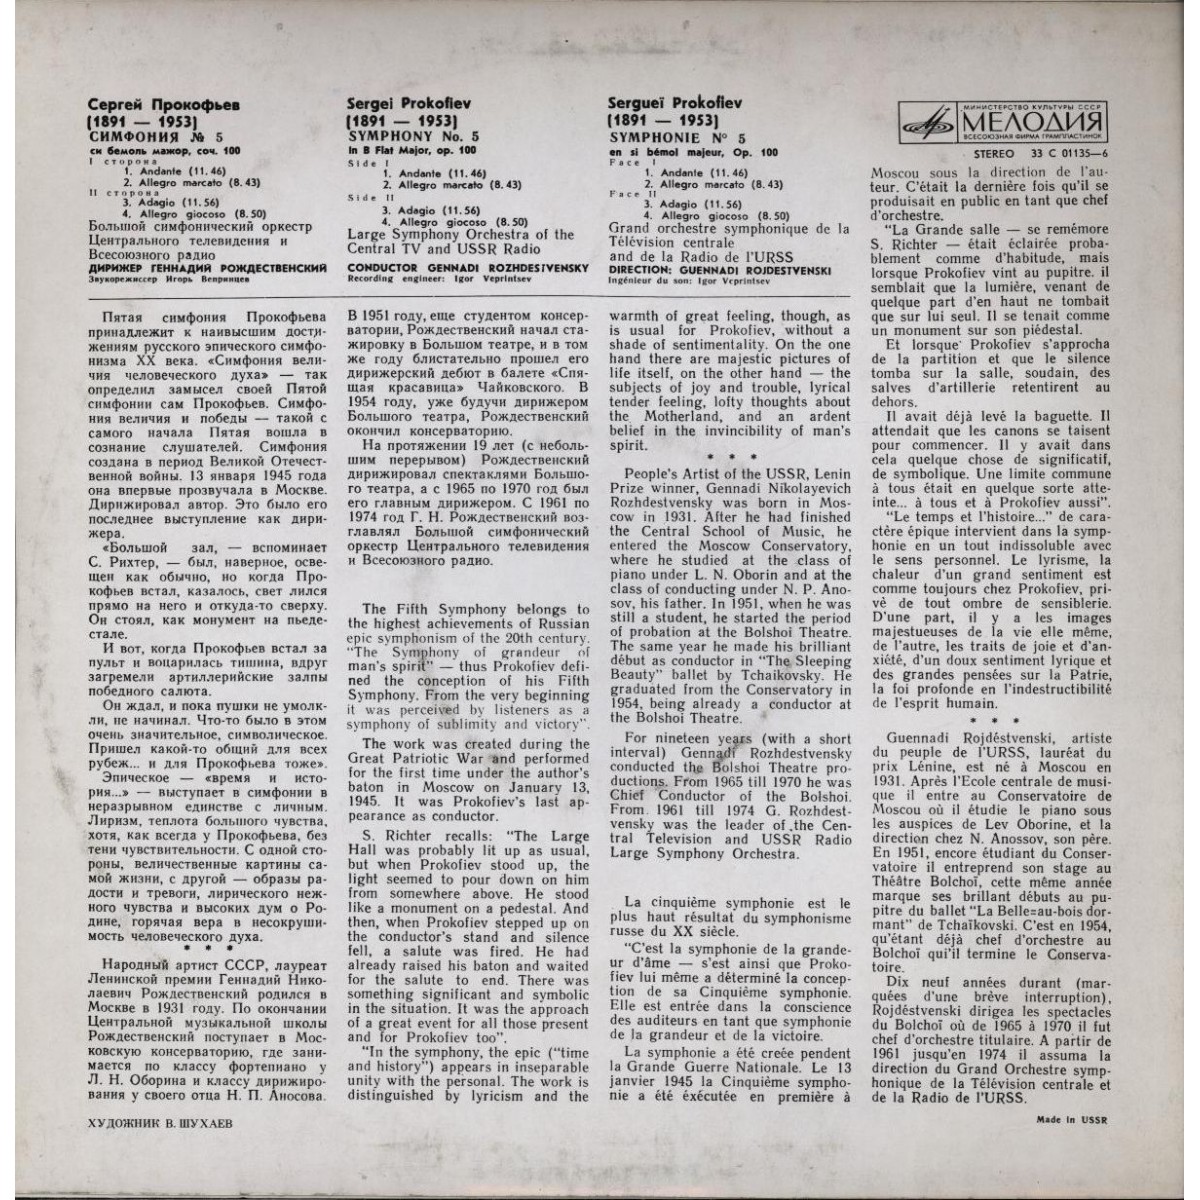 Сергей Прокофьев
(1891 — 1953)
СИМФОНИЯ № 5
си бемоль мажор, соч. 100
I сторона
1. Andante (11.46)
2. Allegro marcato (8.43)
II сторона
3. Adagio (11.56)
4. Allegro giocoso (8.50)
Большой симфонический оркестр
Центрального телевидения и
Всесоюзного радио
ДИРИЖЕР ГЕННАДИЙ РОЖДЕСТВЕНСКИЙ
Звукорежиссер Игорь Вепринцев
Sergei Prokofiev
(1891 — 1953)
SYMPHONY No. 5
in B Flat Major, op. 100
Side I
1. Andante (11.46)
2. Allegro marcato (8.43)
Side II
3. Adagio (11.56)
4. Allegro giocoso (8.50)
Large Symphony Orchestra of the
Central TV and USSR Radio
CONDUCTOR GENNADI ROZHDESTVENSKY
Recording engineer: Igor Veprintsev
Sergueï Prokofiev
(1891 — 1953)
SYMPHONIE N° 5
en si bémol majeur, Op. 100
Face I
1. Andante (11.46)
2. Allegro marcato (8.43)
Face II
3. Adagio (11.56)
4. Allegro giocoso (8.50)
Grand orchestre symphonique de la
Télévision centrale
and de la Radio de l'URSS
DIRECTION: GUENNADI ROJDESTVENSKI
Ingénieur du son: Igor Veprintsev
МИНИСТЕРСТВО КУЛЬТУРЫ СССР
МЕЛОДИЯ
ВСЕСОЮЗНАЯ ФИРМА ГРАМПЛАСТИНОК
STEREO 33 С 01135—6
Пятая симфония Прокофьева
принадлежит к наивысшим дости-
жениям русского эпического симфо-
низма XX века. «Симфония вели-
чия человеческого духа» — так
определил замысел своей Пятой
симфонии сам Прокофьев. Симфо-
ния величия и победы — такой с
самого начала Пятая вошла в
сознание слушателей. Симфония
создана в период Великой Отечест-
венной войны. 13 января 1945 года
она впервые прозвучала в Москве.
Дирижировал автор. Это было его
последнее выступление как дири-
жера.
«Большой зал, — вспоминает
С. Рихтер, — был, наверное, осве-
щен как обычно, но когда Про-
кофьев встал, казалось, свет лился
прямо на него и откуда-то сверху.
Он стоял, как монумент на пьеде-
стале.
И вот, когда Прокофьев встал за
пульт и воцарилась тишина, вдруг
загремели артиллерийские залпы
победного салюта.
Он ждал, и пока пушки не умолк-
ли, не начинал. Что-то было в этом
очень значительное, символическое.
Пришел какой-то общий для всех
рубеж... и для Прокофьева тоже».
Эпическое — «время и исто-
рия...» — выступает в симфонии в
неразрывном единстве с личным.
Лиризм, теплота большого чувства,
хотя, как всегда у Прокофьева, без
тени чувствительности. С одной сто-
роны, величественные картины са-
мой жизни, с другой — образы ра-
дости и тревоги, лирического неж-
ного чувства и высоких дум о Ро-
дине, горячая вера в несокруши-
мость человеческого духа.
* * *
Народный артист СССР, лауреат
Ленинской премии Геннадий Нико-
лаевич Рождественский родился в
Москве в 1931 году. По окончании
Центральной музыкальной школы
Рождественский поступает в Мос-
ковскую консерваторию, где зани-
мается по классу фортепиано у
Л. Н. Оборина и классу дирижиро-
вания у своего отца Н. П. Аносова.
В 1951 году, еще студентом консер-
ватории, Рождественский начал ста-
жировку в Большом театре, и в том
же году блистательно прошел его
дирижерский дебют в балете «Спя-
щая красавица» Чайковского. В
1954 году, уже будучи дирижером
Большого театра, Рождественский
окончил консерваторию.
На протяжении 19 лет (с неболь-
шим перерывом) Рождественский
дирижировал спектаклями Большо-
го театра, а с 1965 по 1970 год был
его главным дирижером. С 1961 по
1974 год Г. Н. Рождественский воз-
главлял Большой симфонический
оркестр Центрального телевидения
и Всесоюзного радио.
The Fifth Symphony belongs to
the highest achievements of Russian
epic symphonism of the 20th century.
"The Symphony of grandeur of
man's spirit" — thus Prokofiev defi-
ned the conception of his Fifth
Symphony. From the very beginning
it was perceived by listeners as a
symphony of sublimity and victory".
The work was created during the
Great Patriotic War and performed
for the first time under the author's
baton in Moscow on January 13,
1945. It was Prokofiev's last ap-
pearance as conductor.
S. Richter recalls: "The Large
Hall was probably lit up as usual,
but when Prokofiev stood up, the
light seemed to pour down on him
from somewhere above. He stood
like a monument on a pedestal. And
then, when Prokofiev stepped up on
the conductor's stand and silence
fell, a salute was fired. He had
already raised his baton and waited
for the salute to end. There was
something significant and symbolic
in the situation. It was the approach
of a great event for all those present
and for Prokofiev too".
"In the symphony, the epic ("time
and history") appears in inseparable
unity with the personal. The work is
distinguished by lyricism and the
warmth of great feeling, though, as
is usual for Prokofiev, without a
shade of sentimentality. On the one
hand there are majestic pictures of
life itself, on the other hand — the
subjects of joy and trouble, lyrical
tender feeling, lofty thoughts about
the Motherland, and an ardent
belief in the invincibility of man's
spirit.
* * *
People's Artist of the USSR, Lenin
Prize winner, Gennadi Nikolayevich
Rozhdestvensky was born in Mos-
cow in 1931. After he had finished
the Central School of Music, he
entered the Moscow Conservatory,
where he studied at the class of
piano under L. N. Oborin and at the
class of conducting under N. P. Ano-
sov, his father. In 1951, when he was
still a student, he started the period
of probation at the Bolshoi Theatre.
The same year he made his brilliant
début as conductor in "The Sleeping
Beauty" ballet by Tchaikovsky. He
graduated from the Conservatory in
1954, being already a conductor at
the Bolshoi Theatre.
For nineteen years (with a short
interval) Gennadi Rozhdestvensky
conducted the Bolshoi Theatre pro-
ductions. From 1965 till 1970 he was
Chief Conductor of the Bolshoi.
From 1961 till 1974 G. Rozhdest-
vensky was the leader of the Cen-
tral Television and USSR Radio
Large Symphony Orchestra.
La cinquième symphonie est le
plus haut résultat du symphonisme
russe du XX siècle.
"C'est la symphonie de la grande-
ur d'âme — s'est ainsi que Proko-
fiev lui même a déterminé la concep-
tion de sa Cinquième symphonie.
Elle est entrée dans la conscience
des auditeurs en tant que symphonie
de la grandeur et de la victoire.
La symphonie a été creée pendent
la Grande Guerre Nationale. Le 13
janvier 1945 la Cinquième sympho-
nie a été éxécutée en première à
Moscou sous la direction de l'au-
teur. C'était la dernière fois qu'il se
produisait en public en tant que chef
d'orchestre.
"La Grande salle — se remémore
S. Richter — était éclairée proba-
blement comme d'habitude, mais
lorsque Prokofiev vint au pupitre. il
semblait que la lumière, venant de
quelque part d'en haut ne tombait
que sur lui seul. Il se tenait comme
un monument sur son piédestal.
Et lorsque Prokofiev s'approcha
de la partition et que le silence
tomba sur la salle, soudain, des
salves d'artillerie retentirent au
dehors.
Il avait déjà levé la baguette. Il
attendait que les canons se taisent
pour commencer. Il y avait dans
cela quelque chose de significatif,
de symbolique. Une limite commune
à tous était en quelque sorte atte-
inte... à tous et à Prokofiev aussi".
"Le temps et l'histoire..." de cara-
ctère épique intervient dans la symp-
honie en un tout indissoluble avec
le sens personnel. Le lyrisme, la
chaleur d'un grand sentiment est
comme toujours chez Prokofiev, pri-
vè de tout ombre de sensiblerie.
D'une part, il y a les images
majestueuses de la vie elle même,
de l'autre, les traits de joie et d'an-
xiété, d'un doux sentiment lyrique et
des grandes pensées sur la Patrie,
la foi profonde en l'indestructibilité
de l'esprit humain.
* * *
Guennadi Rojdéstvenski, artiste
du peuple de l'URSS, lauréat du
prix Lénine, est né à Moscou en
1931. Après l'Ecole centrale de musi-
que il entre au Conservatoire de
Moscou où il étudie le piano sous
les auspices de Lev Oborine, et la
direction chez N. Anossov, son père.
En 1951, encore étudiant du Conser-
vatoire il entreprend son stage au
Théâtre Bolchoï, cette même année
marque ses brillant débuts au pu-
pitre du ballet "La Belle=au-bois dor-
mant" de Tchaïkovski. C'est en 1954,
qu'étant déjà chef d'orchestre au
Bolchoï qu'il termine le Conserva-
toire.
Dix neuf années durant (mar-
quées d'une brève interruption),
Rojdéstvenski dirigea les spectacles
du Bolchoï où de 1965 à 1970 il fut
chef d'orchestre titulaire. A partir de
1961 jusqu'en 1974 il assuma la
direction du Grand Orchestre symp-
honique de la Télévision centrale et
de la Radio de l'URSS.
ХУДОЖНИК В. ШУХАЕВ
Made in USSR